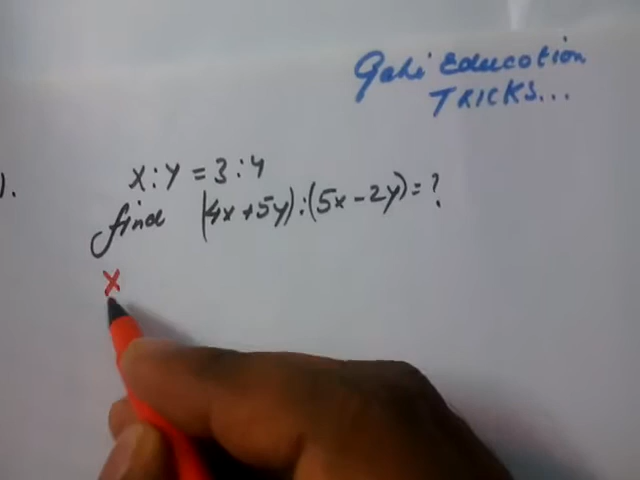 Gahi Education
TRICKS...
).
x:y = 3:4
find (4x+5y):(5x-2y)=?
x